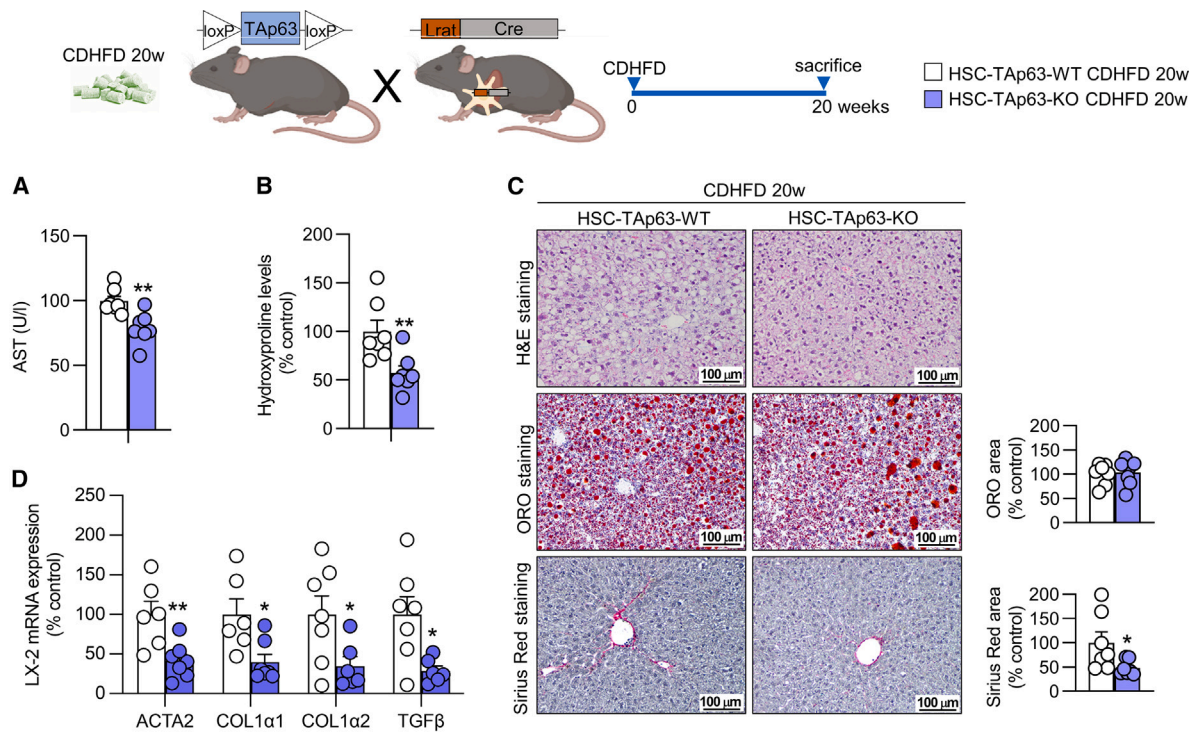 CDHFD 20w
loxP TAp63 loxP
X
Lrat Cre
CDHFD sacrifice
0 20 weeks
HSC-TAp63-WT CDHFD 20w
HSC-TAp63-KO CDHFD 20w
A
AST (U/l)
150
100
50
0
**
B
Hydroxyproline levels
(% control)
200
150
100
50
0
**
C
CDHFD 20w
HSC-TAp63-WT HSC-TAp63-KO
H&E staining
100 μm 100 μm
ORO staining
100 μm 100 μm
Sirius Red staining
100 μm 100 μm
ORO area
(% control)
200
150
100
50
0
Sirius Red area
(% control)
200
150
100
50
0
*
D
LX-2 mRNA expression
(% control)
250
200
150
100
50
0
** * * *
ACTA2 COL1α1 COL1α2 TGFβ